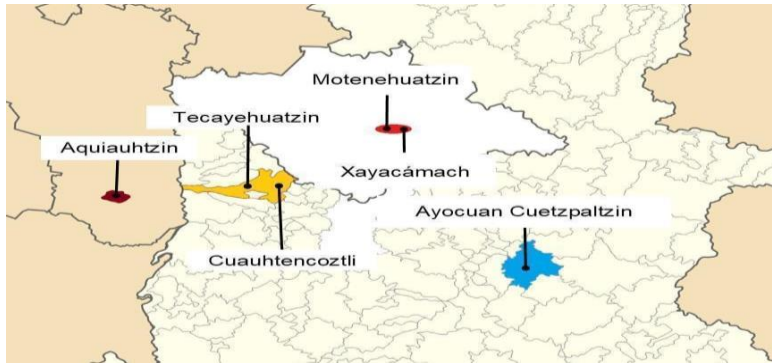 Motenehuatzin
Tecayehuatzin
Aquiauhtzin
Xayacámach
Ayocuan Cuetzpaltzin
Cuauhtencoztli